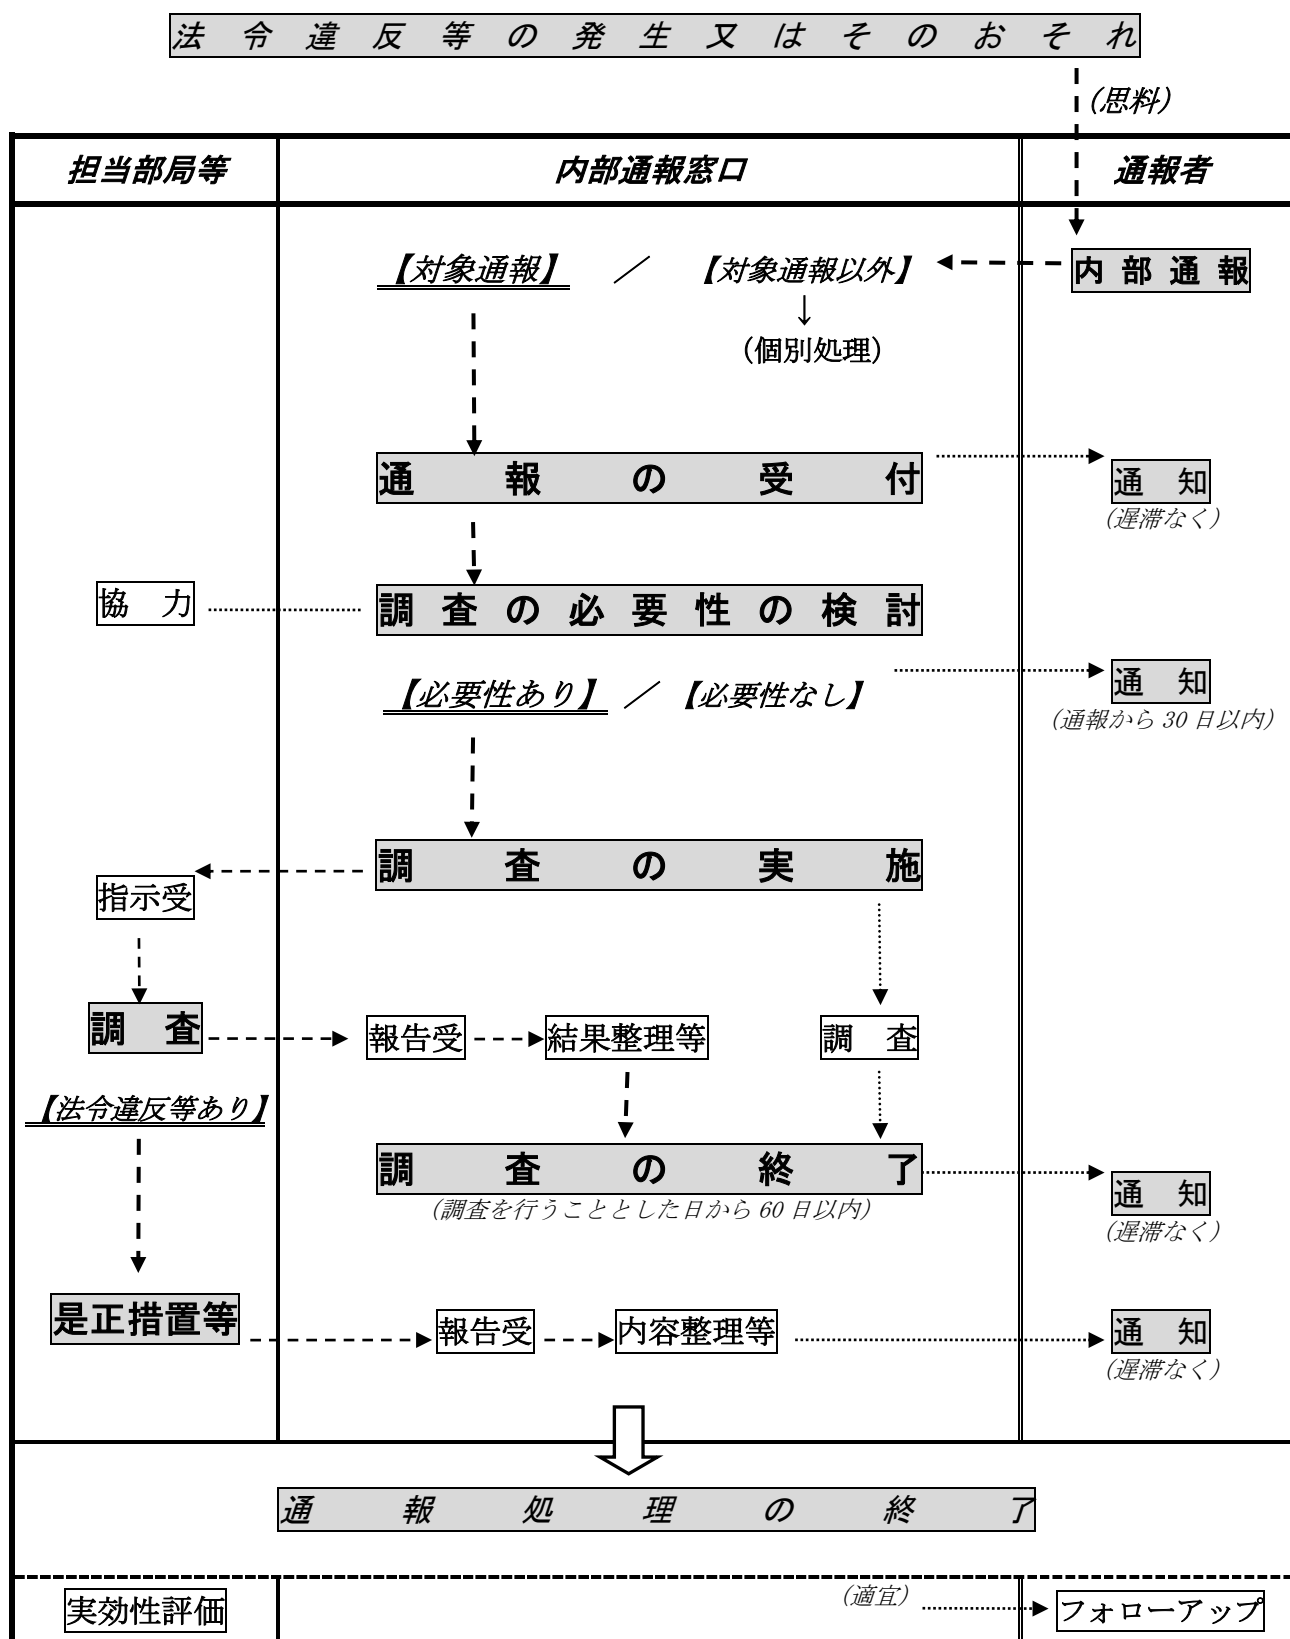 法令違反等の発生又はそのおそれ
（思料）
担当部局等 内部通報窓口 通報者
【対象通報】 ／ 【対象通報以外】 内部通報
↓
（個別処理）
通報の受付 通知
（遅滞なく）
協力 調査の必要性の検討
【必要性あり】 ／ 【必要性なし】 通知
（通報から 30 日以内）
調査の実施
指示受
調査 報告受 結果整理等 調査
【法令違反等あり】
調査の終了 通知
（調査を行うこととした日から 60 日以内） （遅滞なく）
是正措置等 報告受 内容整理等 通知
（遅滞なく）
通報処理の終了
実効性評価 （適宜） フォローアップ